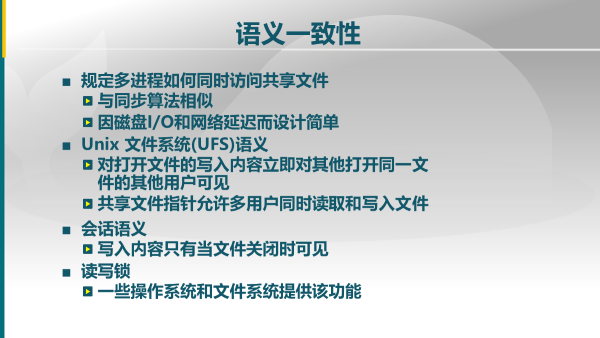 语义一致性
规定多进程如何同时访问共享文件
与同步算法相似
因磁盘I/O和网络延迟而设计简单
Unix 文件系统(UFS)语义
对打开文件的写入内容立即对其他打开同一文
件的其他用户可见
共享文件指针允许多用户同时读取和写入文件
会话语义
写入内容只有当文件关闭时可见
读写锁
一些操作系统和文件系统提供该功能